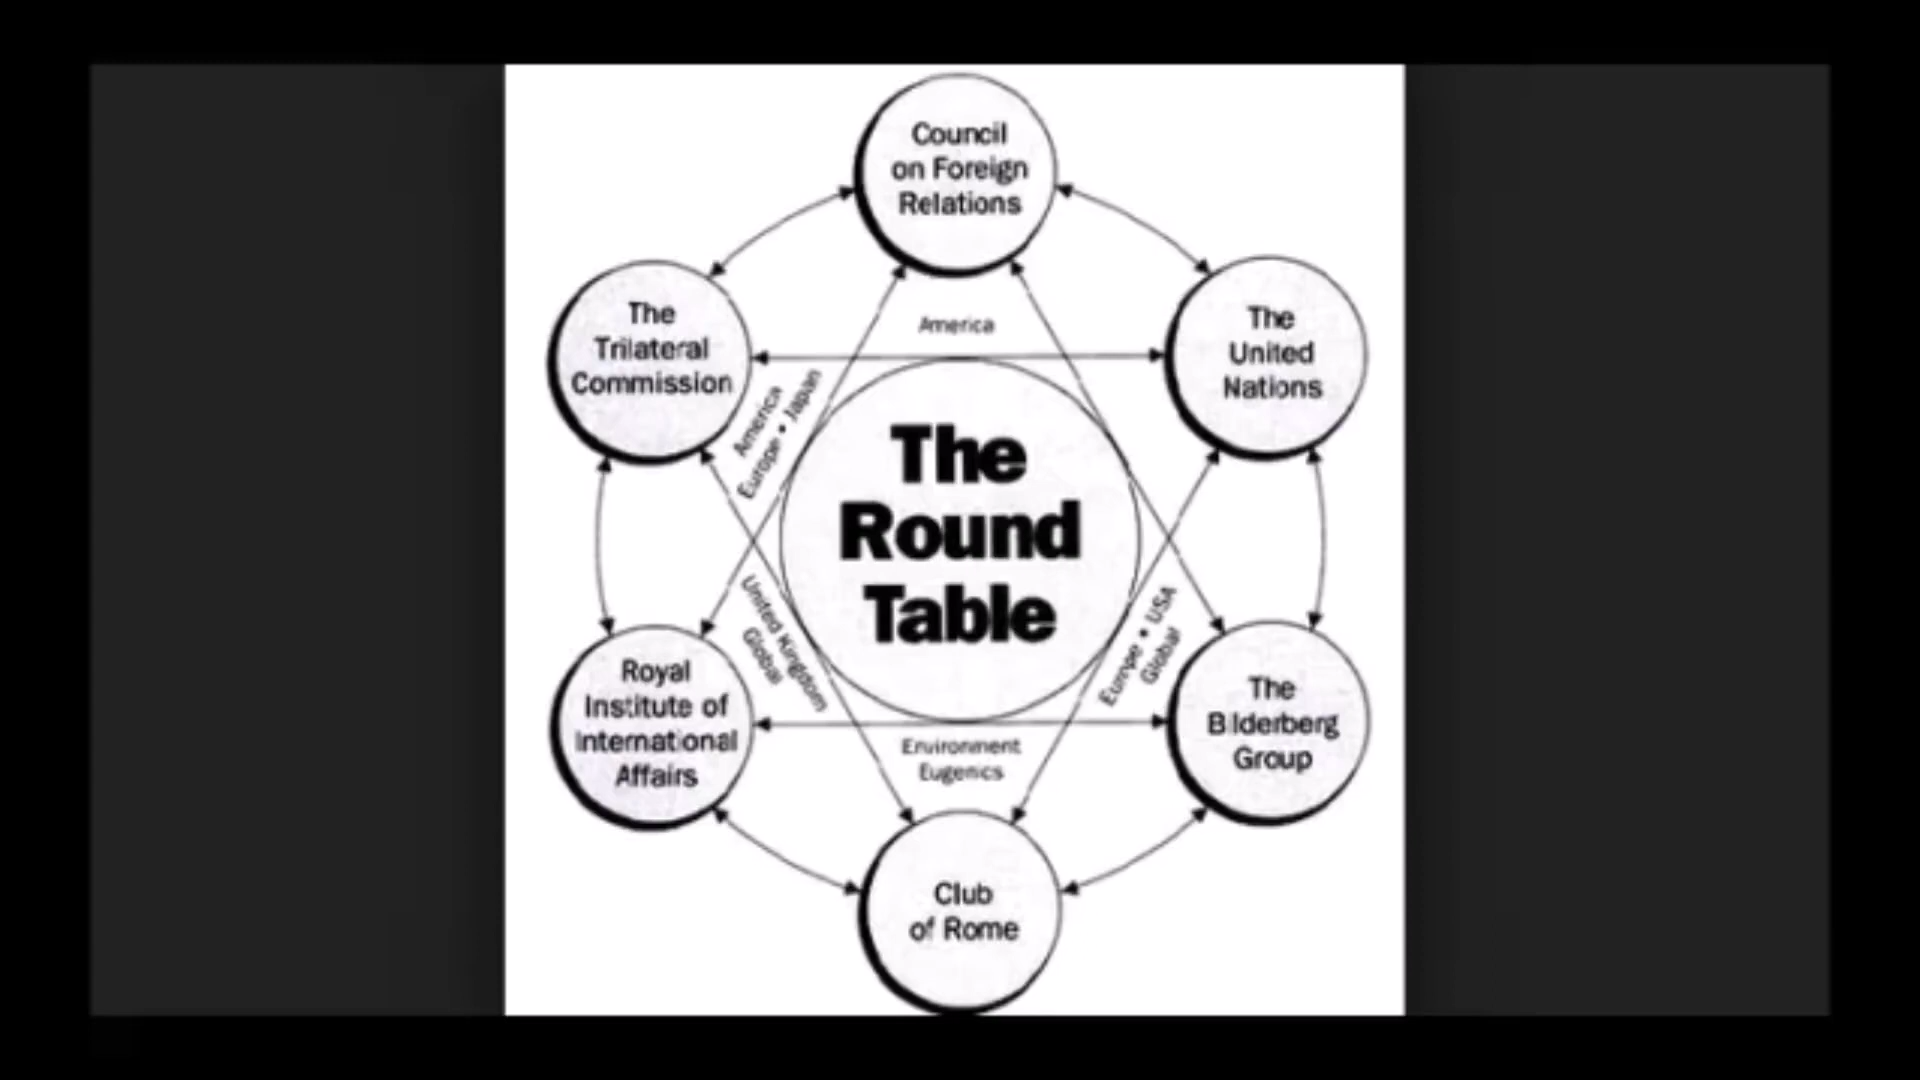 Council
on Foreign
Relations
The
Trilateral
Commission
The
United
Nations
America
America
Europe • Japan
The
Round
Table
United Kingdom
Global
Europe • USA
Global
Royal
Institute of
International
Affairs
The
Bilderberg
Group
Environment
Eugenics
Club
of Rome